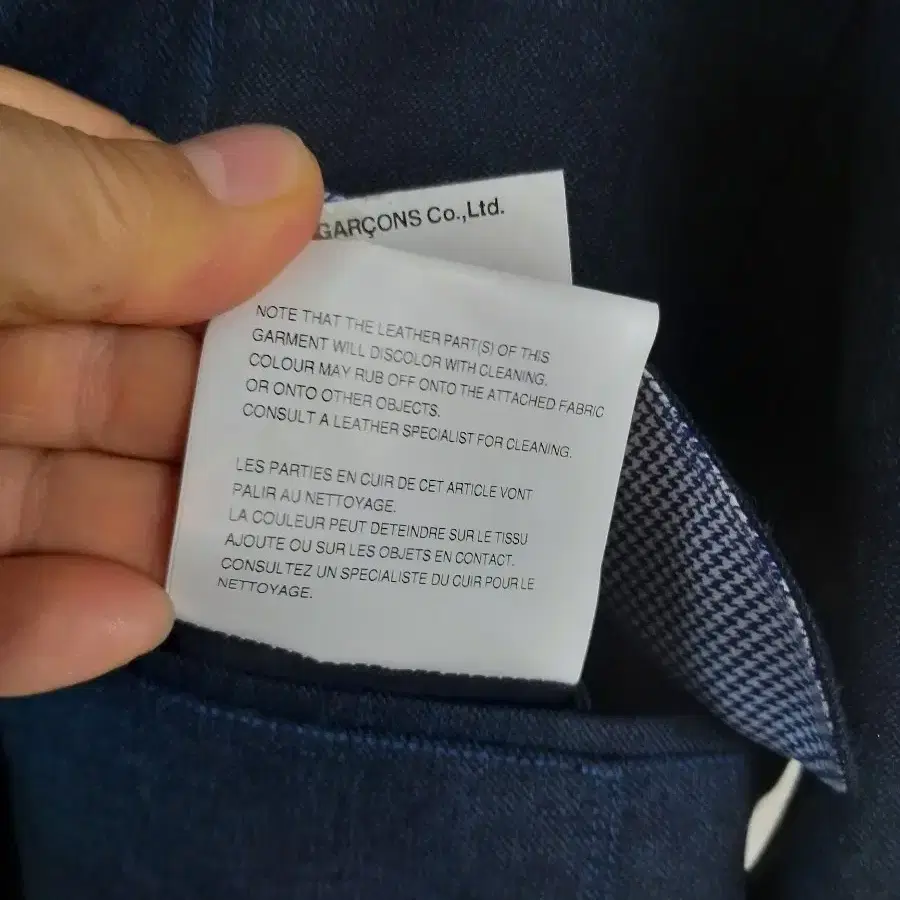 GARÇONS Co.,Ltd.
NOTE THAT THE LEATHER PART(S) OF THIS
GARMENT WILL DISCOLOR WITH CLEANING.
COLOUR MAY RUB OFF ONTO THE ATTACHED FABRIC
OR ONTO OTHER OBJECTS.
CONSULT A LEATHER SPECIALIST FOR CLEANING.
LES PARTIES EN CUIR DE CET ARTICLE VONT
PALIR AU NETTOYAGE.
LA COULEUR PEUT DETEINDRE SUR LE TISSU
AJOUTE OU SUR LES OBJETS EN CONTACT.
CONSULTEZ UN SPECIALISTE DU CUIR POUR LE
NETTOYAGE.